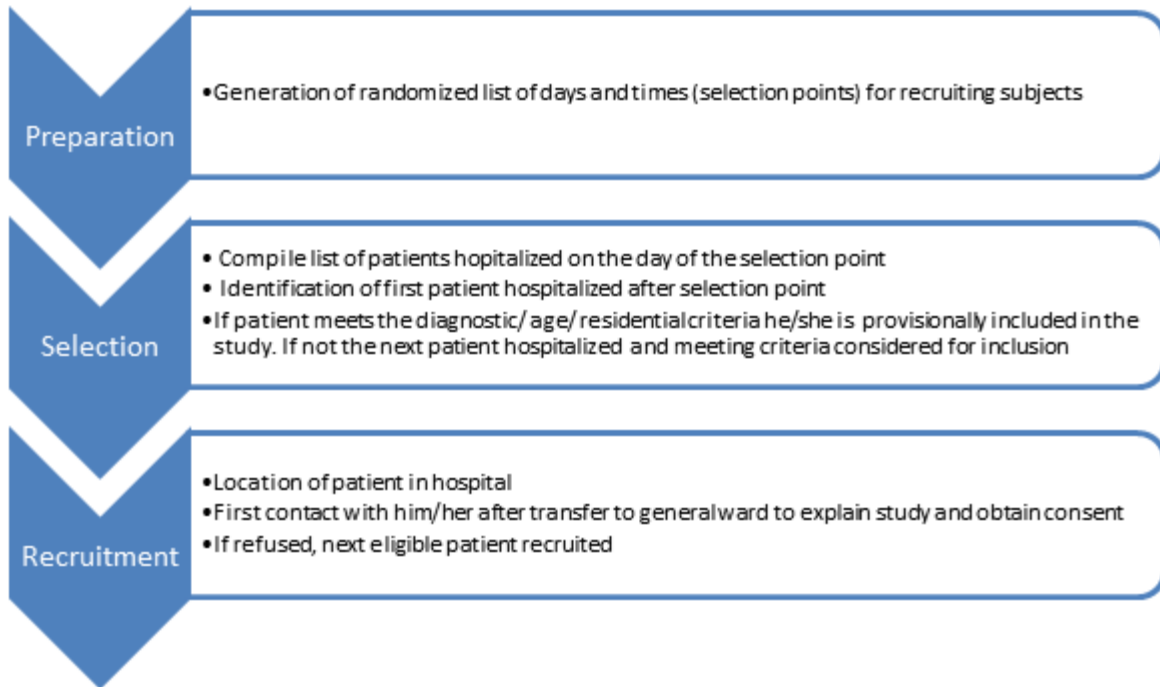 Preparation
•Generation of randomized list of days and times (selection points) for recruiting subjects
Selection
• Compile list of patients hopitalized on the day of the selection point
• Identification of first patient hospitalized after selection point
•If patient meets the diagnostic/ age/ residential criteria he/she is provisionally included in the
study. If not the next patient hospitalized and meeting criteria considered for inclusion
Recruitment
•Location of patient in hospital
•First contact with him/her after transfer to general ward to explain study and obtain consent
•If refused, next eligible patient recruited